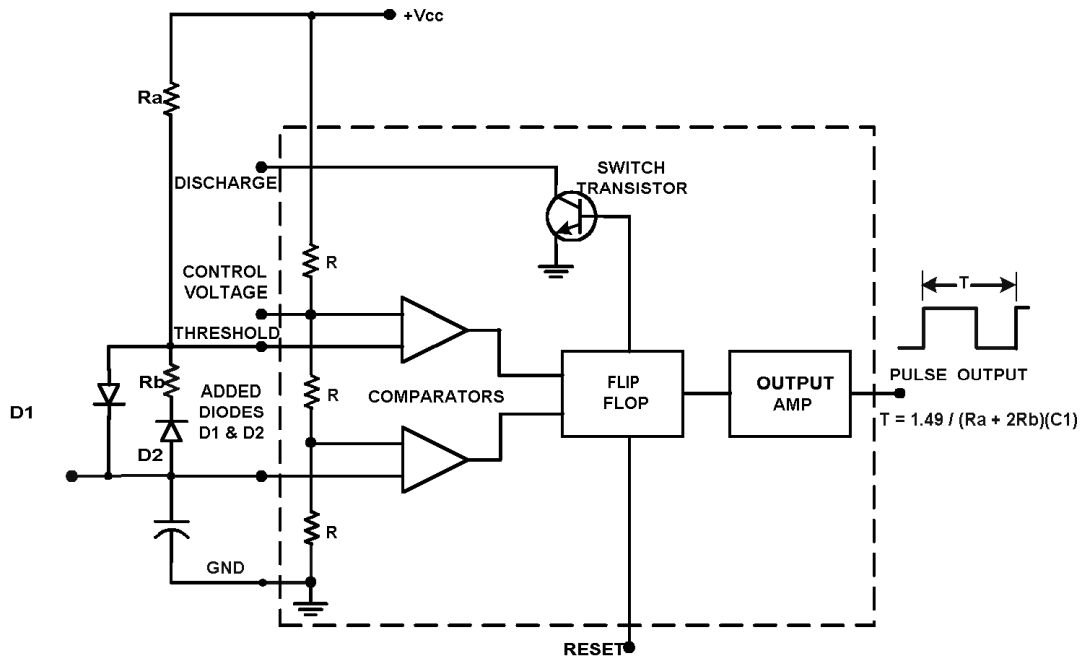 +Vcc
Ra
DISCHARGE
SWITCH
TRANSISTOR
R
CONTROL
VOLTAGE
THRESHOLD
T
Rb
D1
ADDED
DIODES
D1 & D2
R
COMPARATORS
FLIP
FLOP
OUTPUT
AMP
PULSE OUTPUT
T = 1.49 / (Ra + 2Rb)(C1)
D2
R
GND
RESET